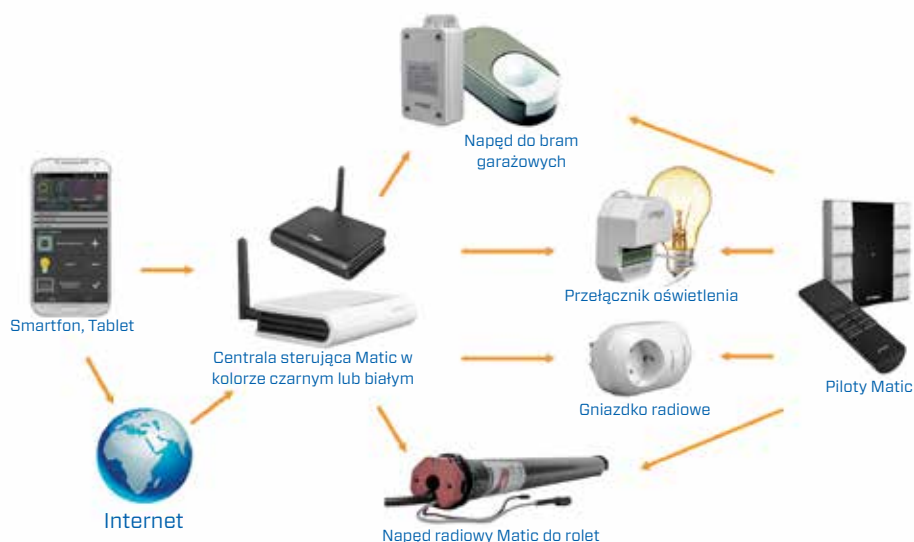 Napęd do bram
garażowych
Smartfon, Tablet
Centrala sterująca Matic w
kolorze czarnym lub białym
Przełącznik oświetlenia
Gniazdko radiowe
Piloty Matic
Internet
Napęd radiowy Matic do rolet